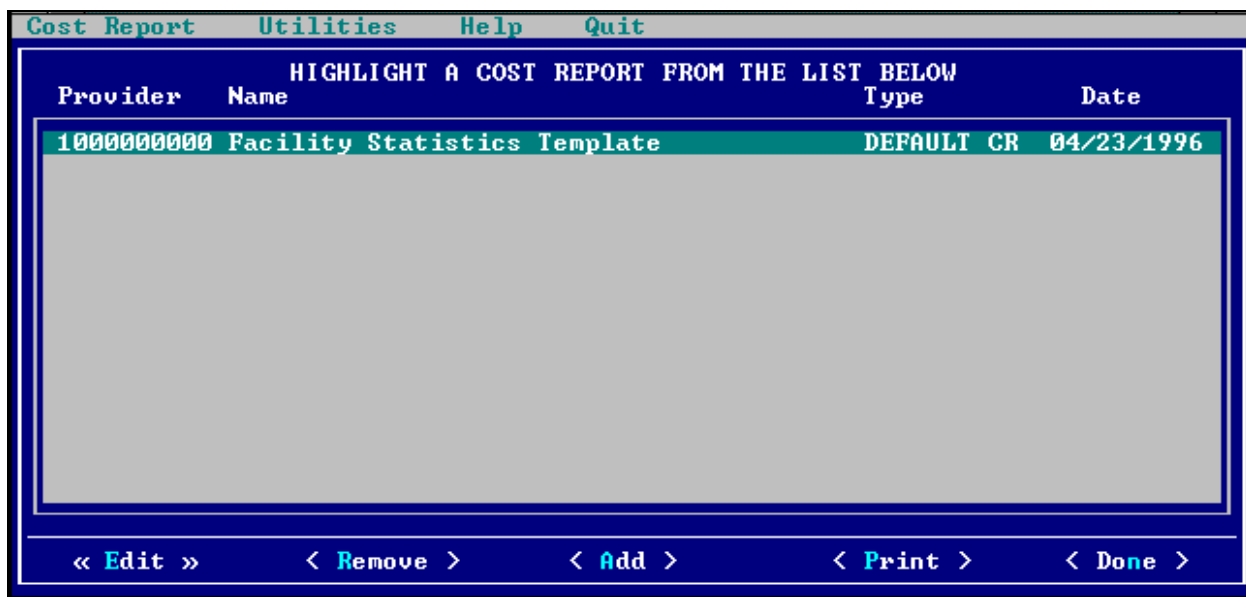 Cost Report Utilities Help Quit
HIGHLIGHT A COST REPORT FROM THE LIST BELOW
Provider Name Type Date
1000000000 Facility Statistics Template DEFAULT CR 04/23/1996
« Edit » < Remove > < Add > < Print > < Done >